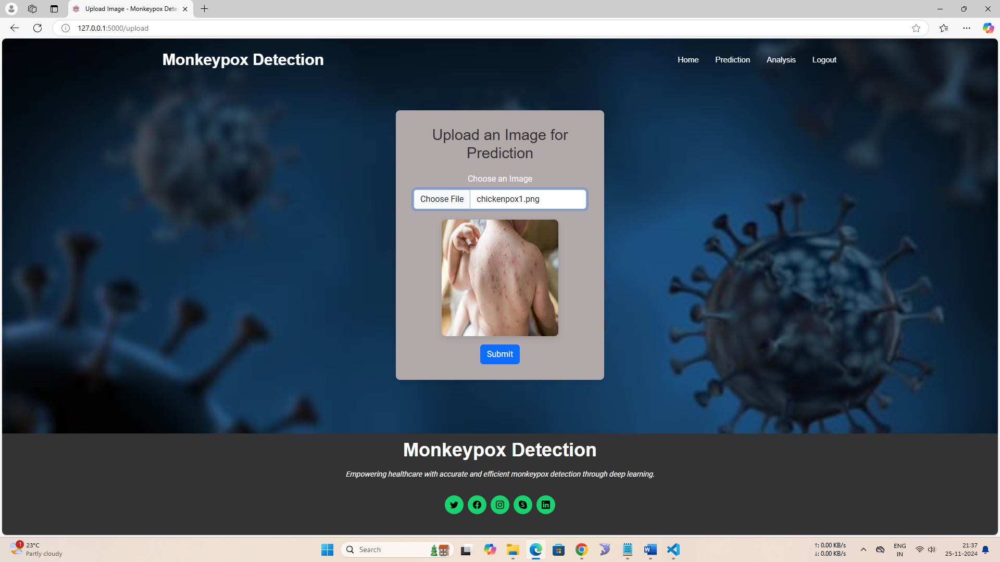 Upload Image - Monkeypox Dete
127.0.0.1:5000/upload
Monkeypox Detection
Home Prediction Analysis Logout
Upload an Image for
Prediction
Choose an Image
Choose File chickenpox1.png
Submit
Monkeypox Detection
Empowering healthcare with accurate and efficient monkeypox detection through deep learning.
1
23°C
Partly cloudy
Search
↑: 0.00 KB/s
↓: 0.00 KB/s
ENG
IN
21:37
25-11-2024